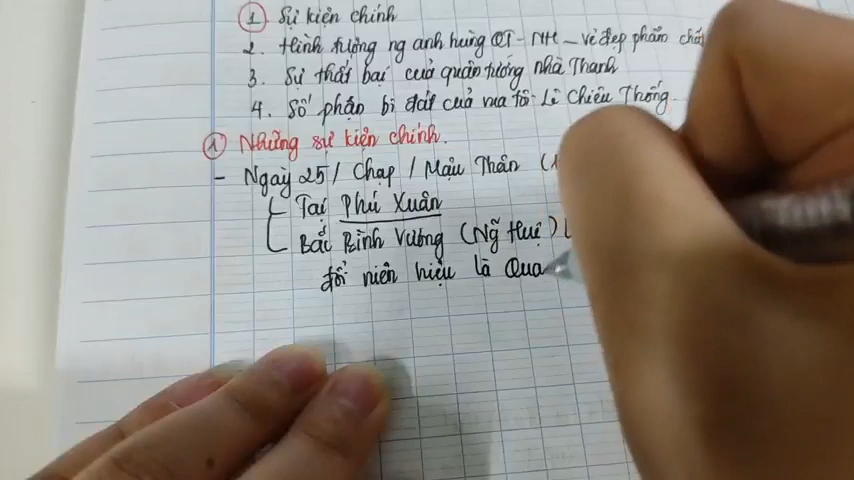 ① Sự kiện chính
2. Hình tượng ng anh hùng QT - NH - vẻ đẹp phẩm chất
3. Sự thất bại của quân tướng nhà Thanh
4. Số phận bi đát của vua tôi Lê Chiêu Thống.
① Những sự kiện chính.
- Ngày 25 / Chạp / Mậu Thân (
Tại Phú Xuân
Bắc Bình Vương (Ng Huệ)
đổi niên hiệu là Qua